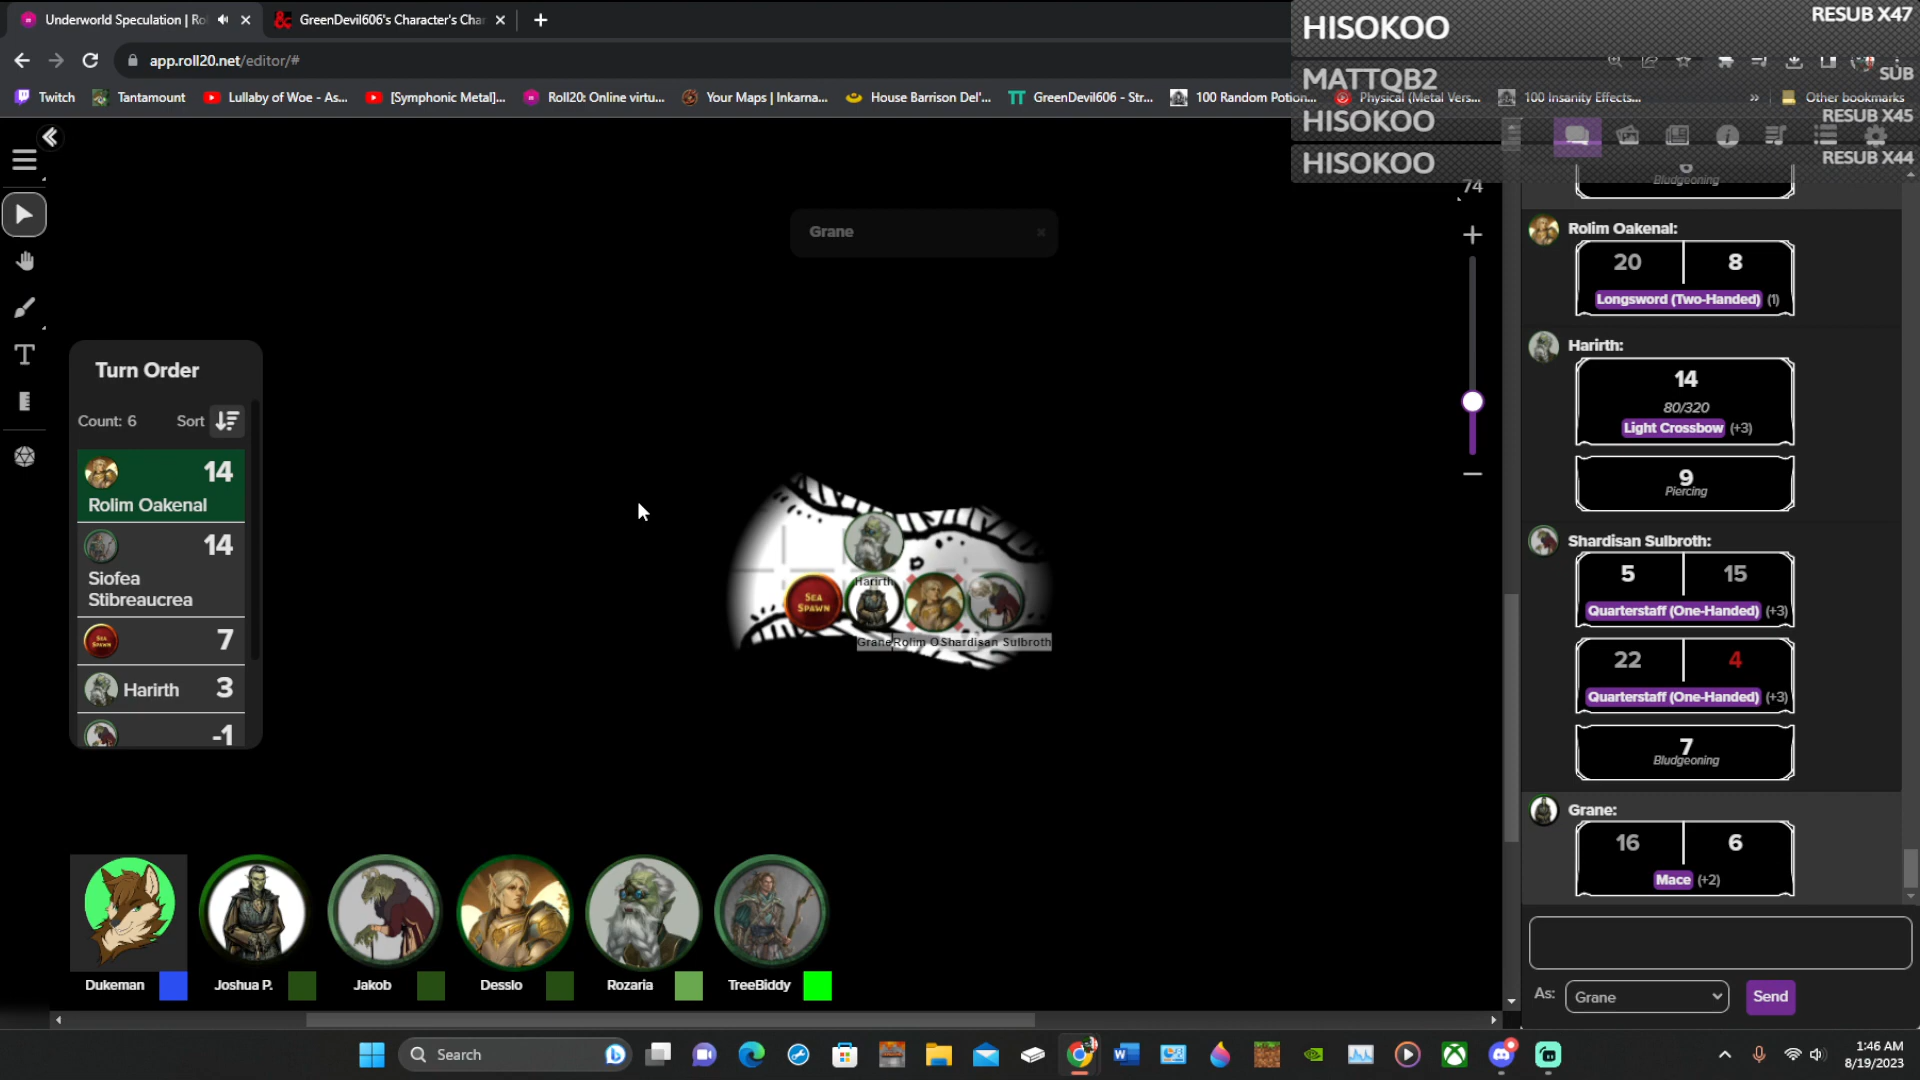 Underworld Speculation | Ro
GreenDevil606's Character's Char
HISOKOO
RESUB X47
app.roll20.net/editor/#
MATTQB2
SUB
Twitch
Tantamount
Lullaby of Woe - As...
[Symphonic Metal]...
Roll20: Online virtu...
Your Maps | Inkarna...
House Barrison Del'...
GreenDevil606 - Str...
100 Random Potion...
Physical (Metal Vers...
100 Insanity Effects...
»
Other bookmarks
HISOKOO
RESUB X45
HISOKOO
RESUB X44
74
Bludgeoning
Grane
Rolim Oakenal:
20
8
Longsword (Two-Handed) (1)
Harirth:
14
80/320
Light Crossbow (+3)
9
Piercing
Shardisan Sulbroth:
5
15
Quarterstaff (One-Handed) (+3)
22
4
Quarterstaff (One-Handed) (+3)
7
Bludgeoning
Grane:
16
6
Mace (+2)
As:
Grane
Send
Turn Order
Count: 6
Sort
14
Rolim Oakenal
14
Siofea
Stibreaucrea
SEA
SPAWN
7
Harirth
3
-1
Harirth
SEA
SPAWN
Grane
Rolim O
Shardisan Sulbroth
Dukeman
Joshua P.
Jakob
Desslo
Rozaria
TreeBiddy
Search
1:46 AM
8/19/2023